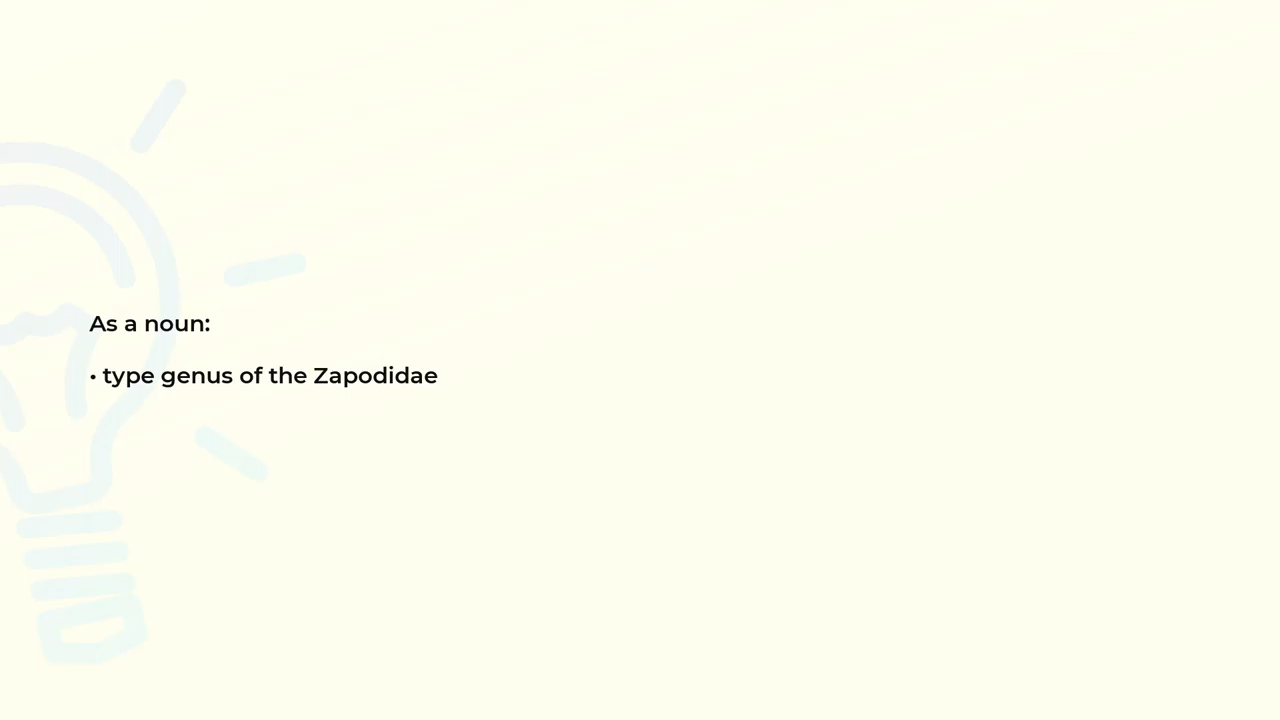 As a noun:
• type genus of the Zapodidae